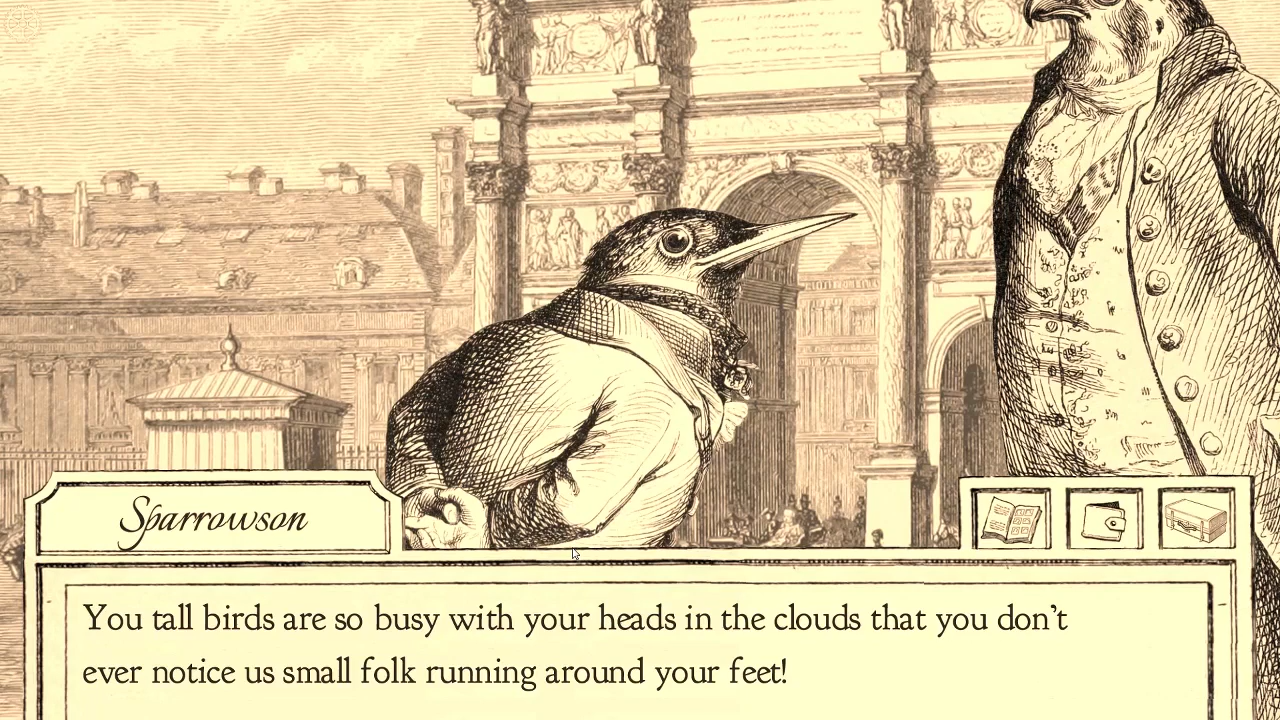 Sparrowson
You tall birds are so busy with your heads in the clouds that you don't
ever notice us small folk running around your feet!